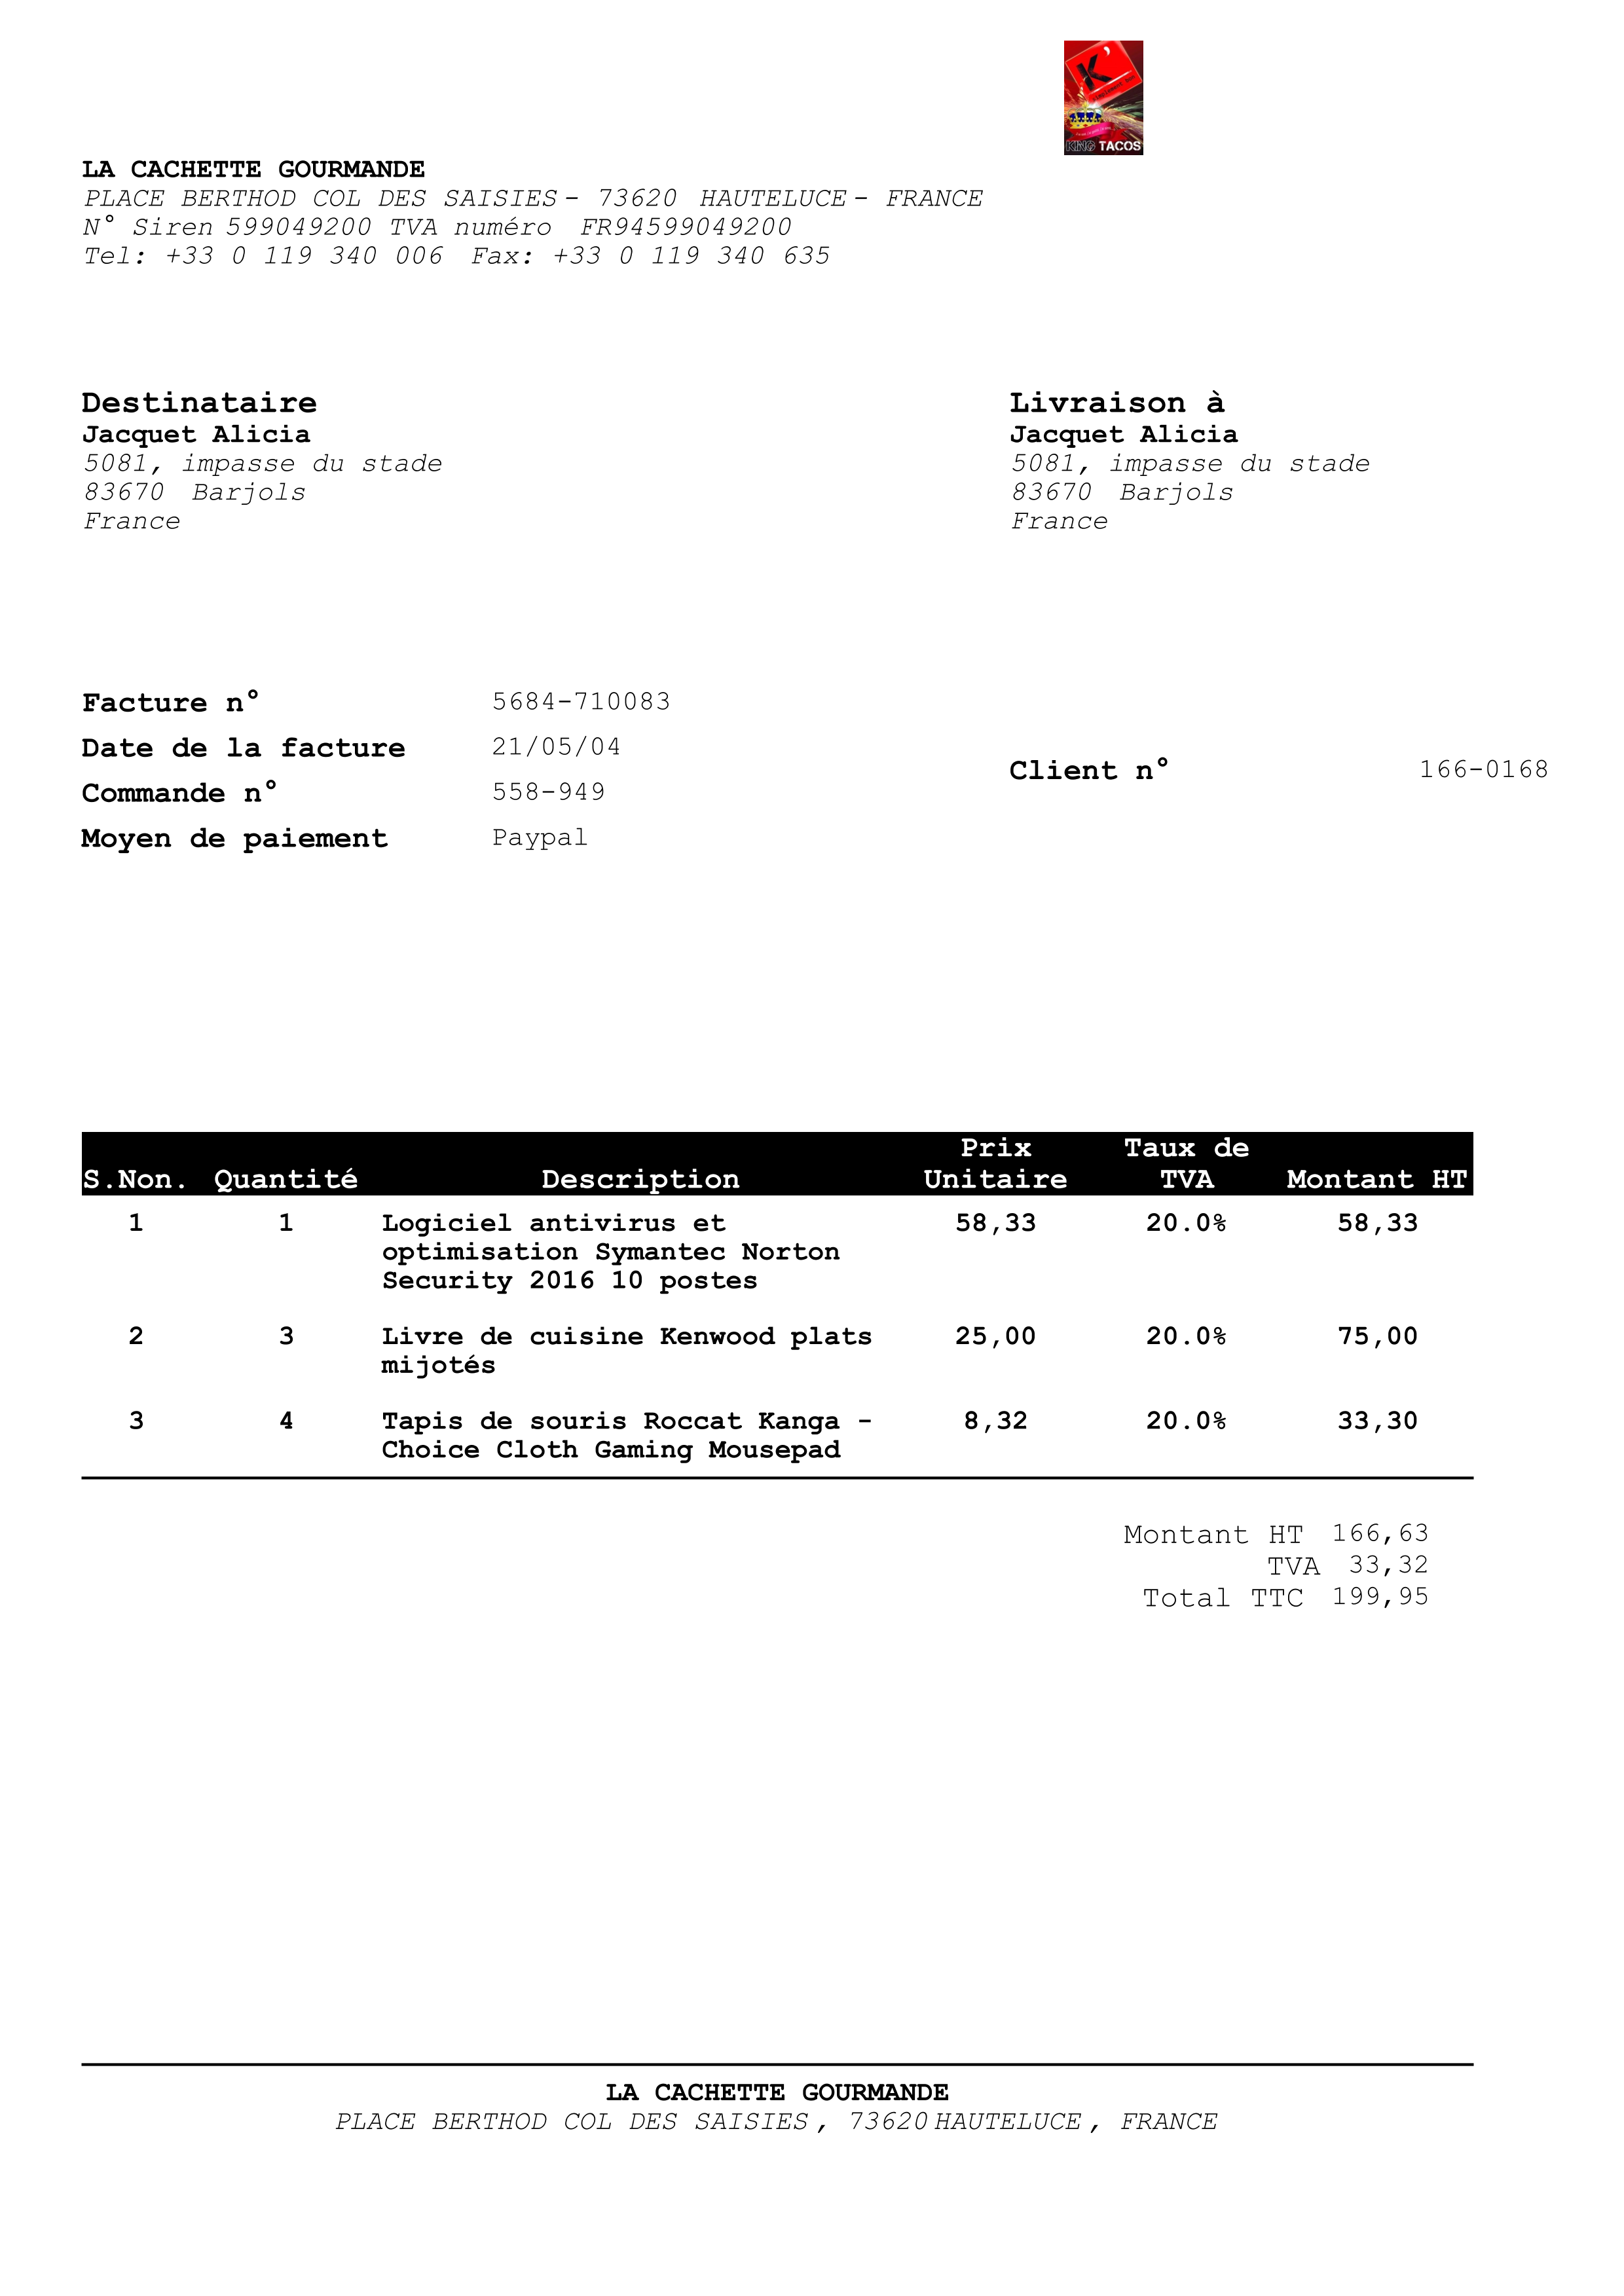 K'
KING TACOS
LA CACHETTE GOURMANDE
PLACE BERTHOD COL DES SAISIES - 73620 HAUTELUCE - FRANCE
N° Siren 599049200 TVA numéro FR94599049200
Tel: +33 0 119 340 006 Fax: +33 0 119 340 635
Destinataire
Jacquet Alicia
5081, impasse du stade
83670 Barjols
France
Livraison à
Jacquet Alicia
5081, impasse du stade
83670 Barjols
France
Facture n° 5684-710083
Date de la facture 21/05/04
Commande n° 558-949
Moyen de paiement Paypal
Client n° 166-0168
S.Non. Quantité Description Prix Unitaire Taux de TVA Montant HT
1 1 Logiciel antivirus et 58,33 20.0% 58,33
optimisation Symantec Norton
Security 2016 10 postes
2 3 Livre de cuisine Kenwood plats 25,00 20.0% 75,00
mijotés
3 4 Tapis de souris Roccat Kanga - 8,32 20.0% 33,30
Choice Cloth Gaming Mousepad
Montant HT 166,63
TVA 33,32
Total TTC 199,95
LA CACHETTE GOURMANDE
PLACE BERTHOD COL DES SAISIES , 73620 HAUTELUCE , FRANCE